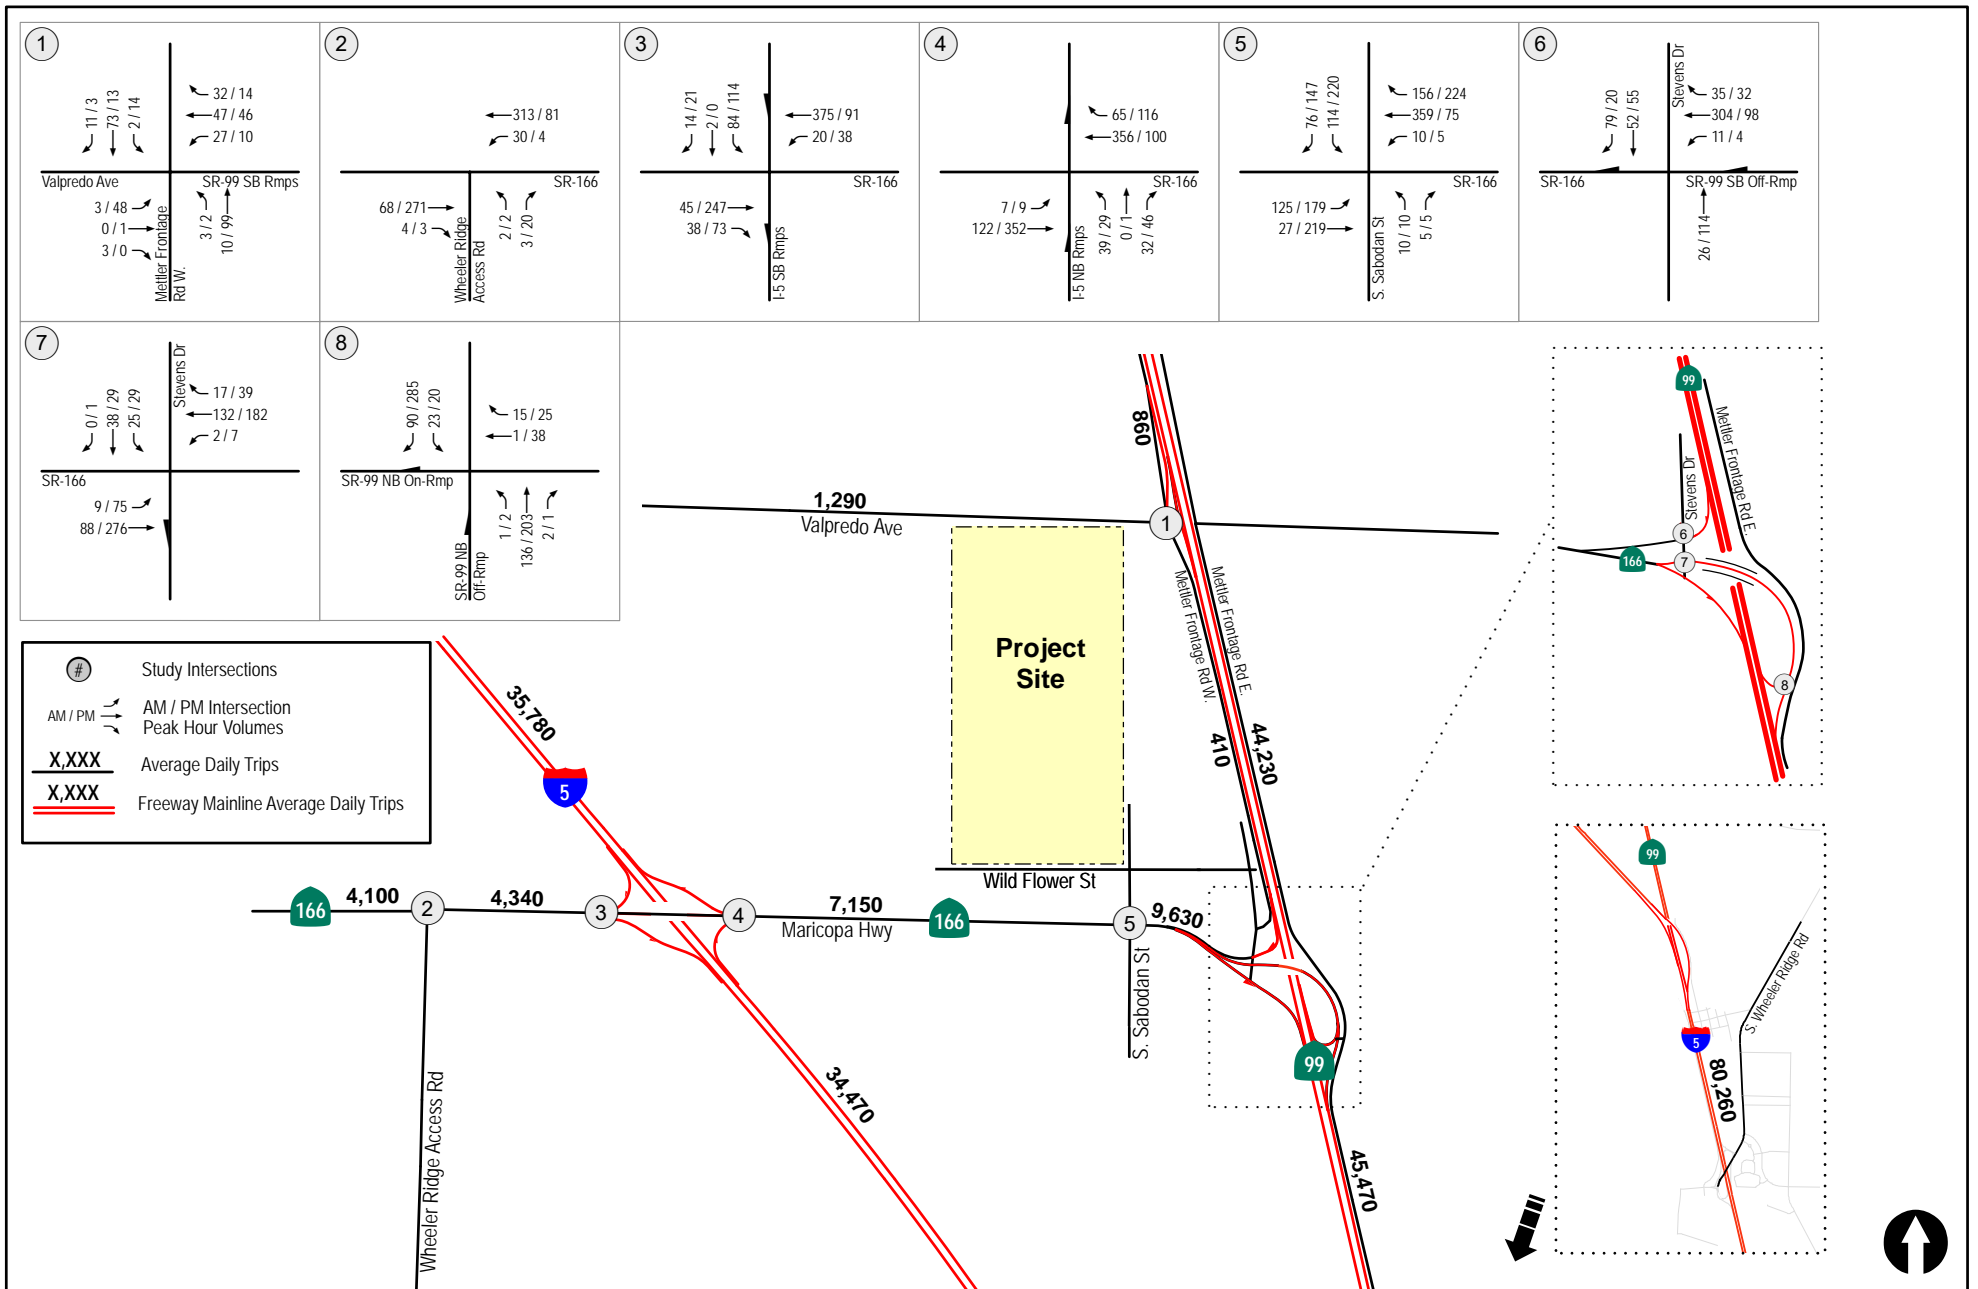 1
11 / 3
73 / 13
2 / 14
32 / 14
47 / 46
27 / 10
Valpredo Ave
SR-99 SB Rmps
3 / 48
0 / 1
3 / 0
Mettler Frontage
Rd W.
3 / 2
10 / 99
2
313 / 81
30 / 4
SR-166
68 / 271
4 / 3
Wheeler Ridge
Access Rd
2 / 2
3 / 20
3
14 / 21
2 / 0
84 / 114
375 / 91
20 / 38
SR-166
45 / 247
38 / 73
I-5 SB Rmps
4
65 / 116
356 / 100
SR-166
7 / 9
122 / 352
I-5 NB Rmps
39 / 29
0 / 1
32 / 46
5
76 / 147
114 / 220
156 / 224
359 / 75
10 / 5
SR-166
125 / 179
27 / 219
S. Sabodan St
10 / 10
5 / 5
6
79 / 20
52 / 55
Stevens Dr
35 / 32
304 / 98
11 / 4
SR-166
SR-99 SB Off-Rmp
26 / 114
7
0 / 1
38 / 29
25 / 29
Stevens Dr
17 / 39
132 / 182
2 / 7
SR-166
9 / 75
88 / 276
8
90 / 285
23 / 20
15 / 25
1 / 38
SR-99 NB On-Rmp
SR-99 NB
Off-Rmp
1 / 2
136 / 203
2 / 1
#
Study Intersections
AM / PM
AM / PM Intersection
Peak Hour Volumes
X,XXX
Average Daily Trips
X,XXX
Freeway Mainline Average Daily Trips
860
1,290
Valpredo Ave
1
Mettler Frontage Rd W.
Mettler Frontage Rd E.
Project
Site
410
44,230
35,780
5
Wild Flower St
166
4,100
2
4,340
3
4
7,150
Maricopa Hwy
166
5
9,630
S. Sabodan St
99
34,470
45,470
Wheeler Ridge Access Rd
99
Mettler Frontage Rd E.
Stevens Dr
6
166
7
8
99
S. Wheeler Ridge Rd
5
80,260